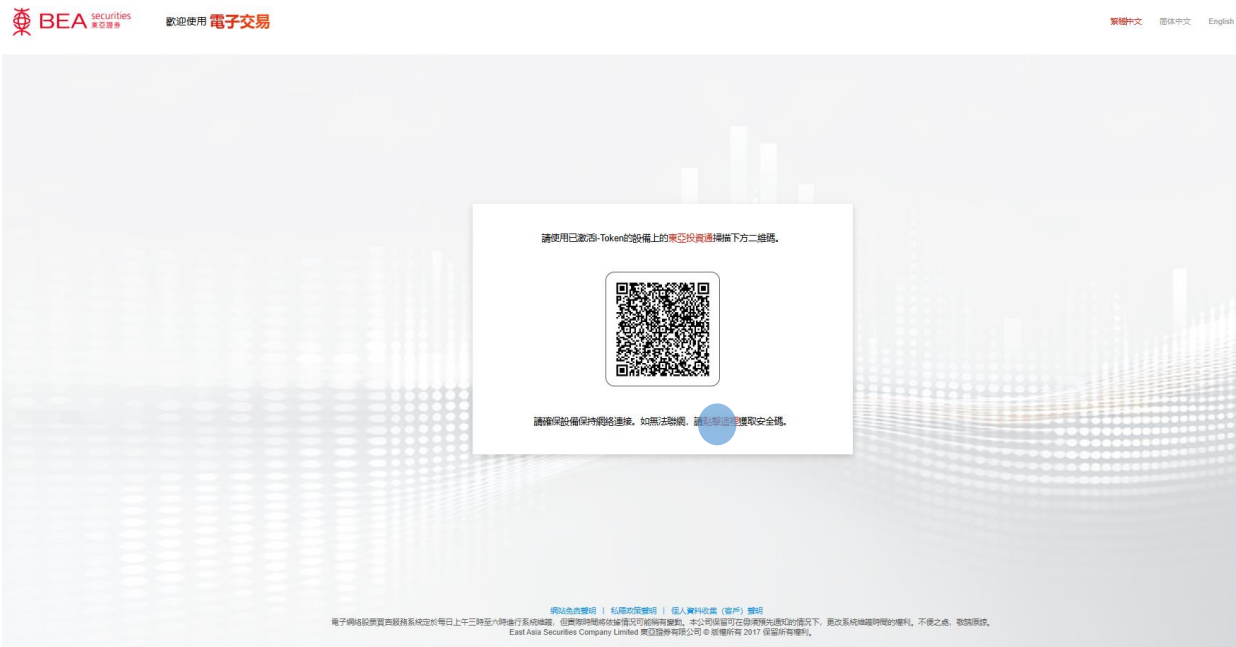 BEA securities 東亞證券
歡迎使用 電子交易
繁體中文 简体中文 English
請使用已激活i-Token的設備上的東亞投資通掃描下方二維碼。
請確保設備保持網絡連接。如無法聯網，請點擊這裡獲取安全碼。
網站免責聲明 | 私隱政策聲明 | 個人資料收集（客戶）聲明
電子網絡股票買賣服務系統定於每日上午三時至六時進行系統維護，但實際時間將依據情況可能稍有變動。本公司保留可在毋須預先通知的情況下，更改系統維護時間的權利。不便之處，敬請原諒。
East Asia Securities Company Limited 東亞證券有限公司 © 版權所有 2017 保留所有權利。